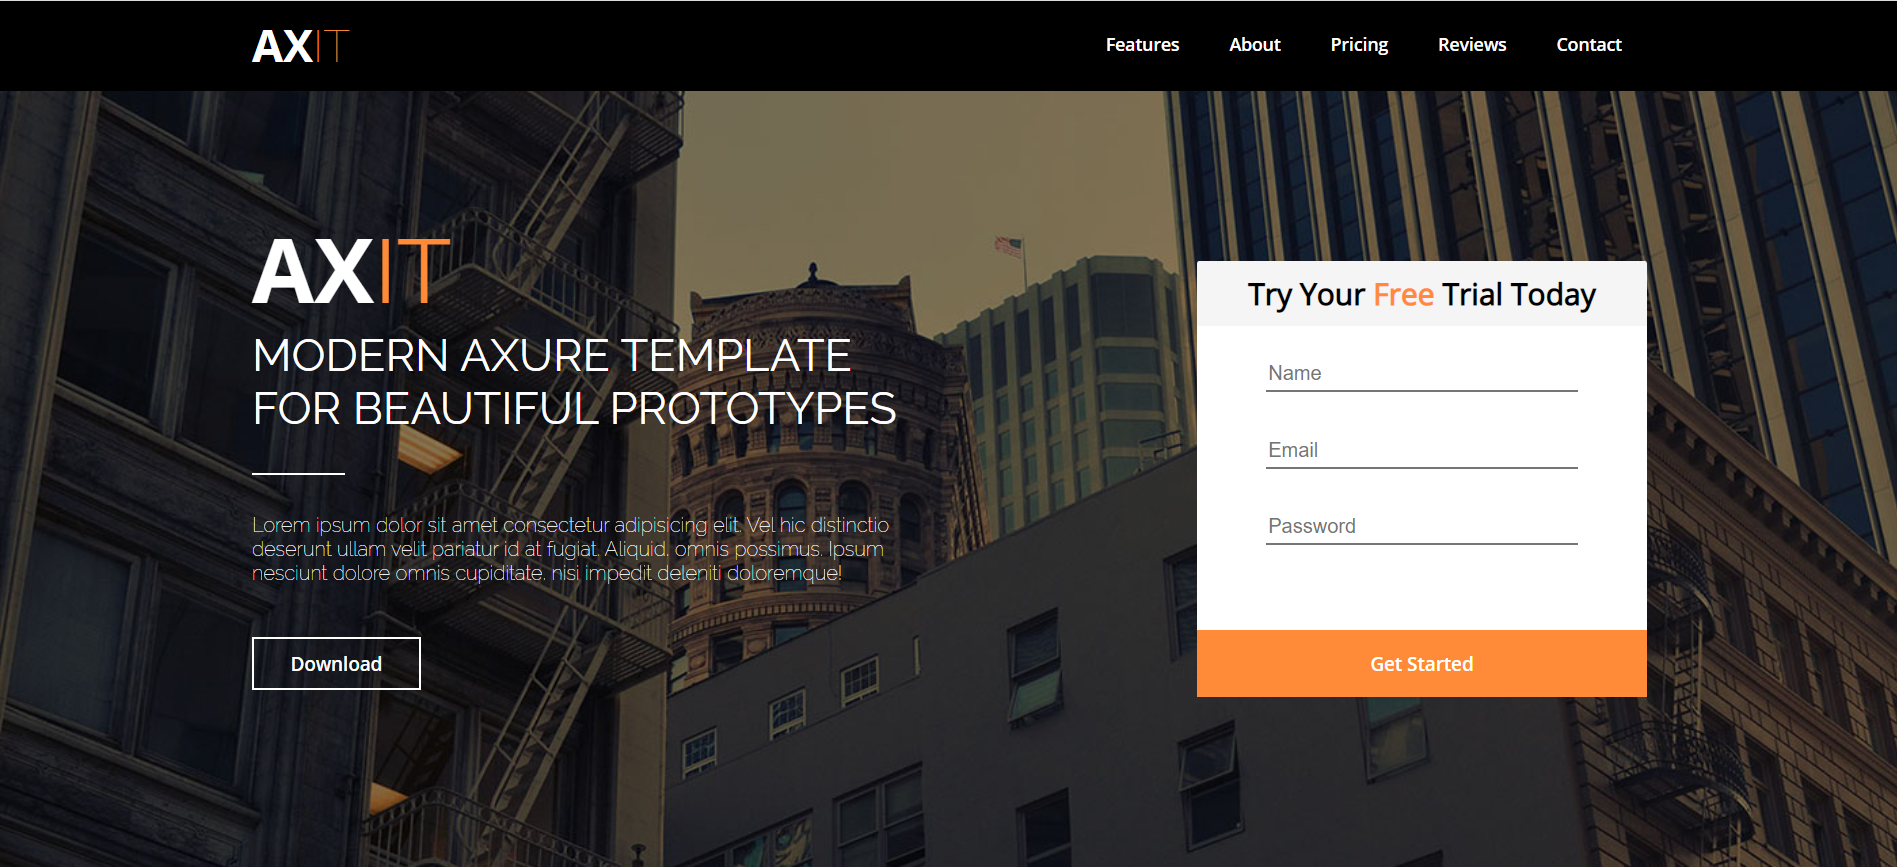 AXIT
Features About Pricing Reviews Contact
AXIT
MODERN AXURE TEMPLATE
FOR BEAUTIFUL PROTOTYPES
Lorem ipsum dolor sit amet consectetur adipisicing elit. Vel hic distinctio
deserunt ullam velit pariatur id at fugiat. Aliquid, omnis possimus. Ipsum
nesciunt dolore omnis cupiditate, nisi impedit deleniti doloremque!
Download
Try Your Free Trial Today
Name
Email
Password
Get Started